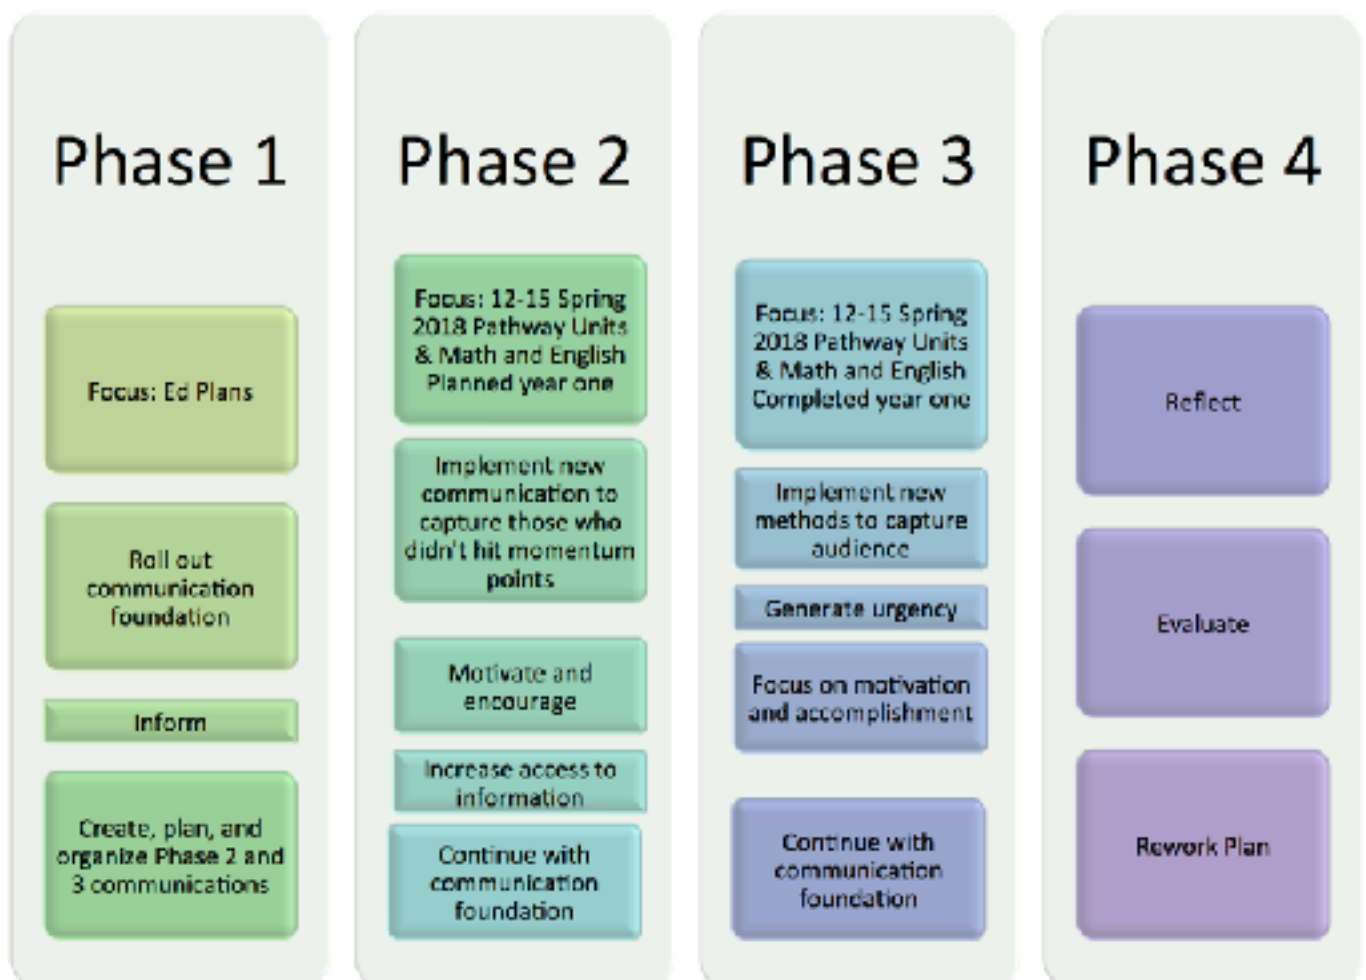 Phase 1
Focus: Ed Plans
Roll out
communication
foundation
Inform
Create, plan, and
organize Phase 2 and
3 communications
Phase 2
Focus: 12-15 Spring
2018 Pathway Units
& Math and English
Planned year one
Implement new
communication to
capture those who
didn't hit momentum
points
Motivate and
encourage
Increase access to
information
Continue with
communication
foundation
Phase 3
Focus: 12-15 Spring
2018 Pathway Units
& Math and English
Completed year one
Implement new
methods to capture
audience
Generate urgency
Focus on motivation
and accomplishment
Continue with
communication
foundation
Phase 4
Reflect
Evaluate
Rework Plan